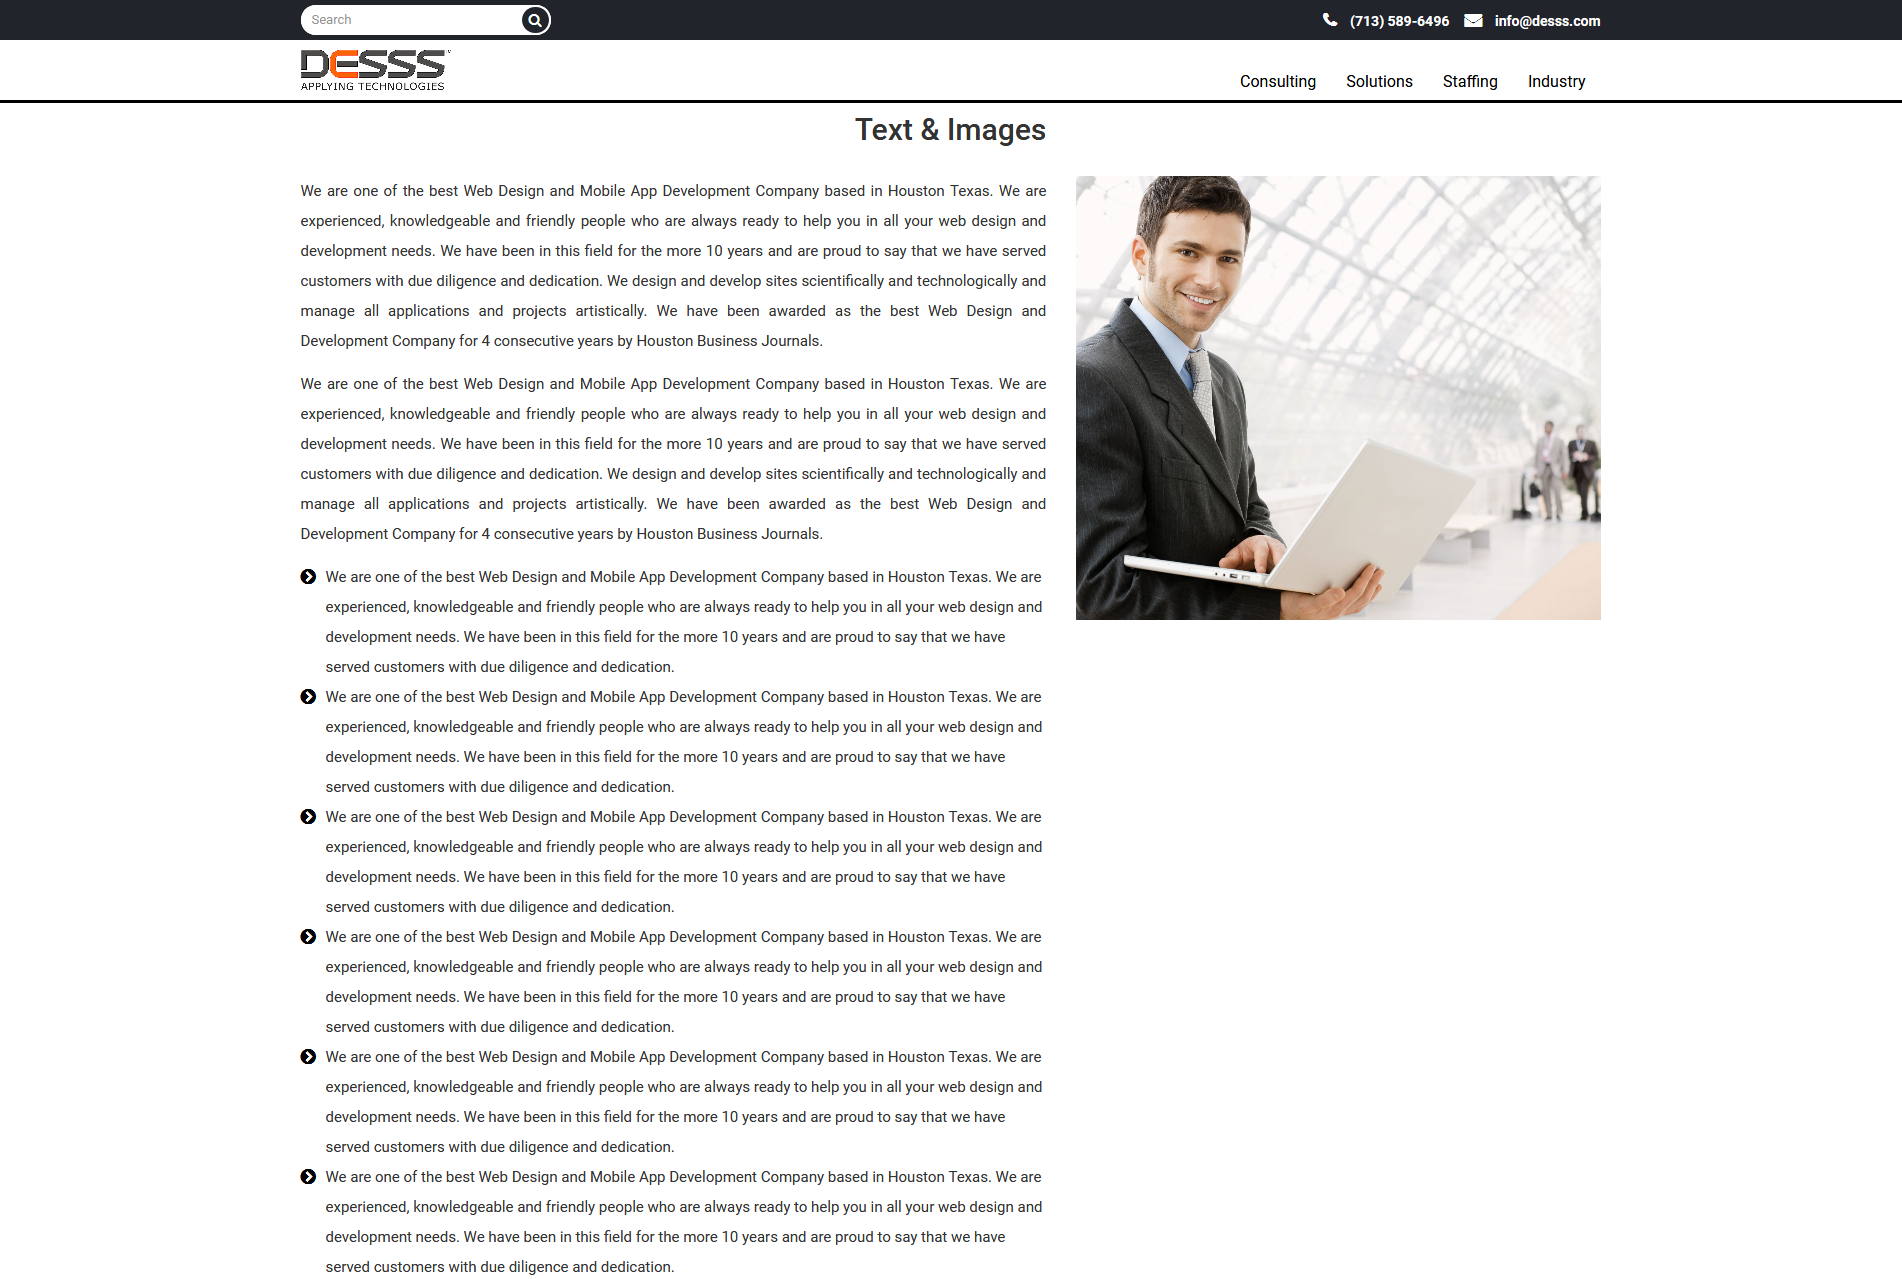 Search
(713) 589-6496
info@desss.com
DESSS
APPLYING TECHNOLOGIES
Consulting
Solutions
Staffing
Industry
Text & Images
We are one of the best Web Design and Mobile App Development Company based in Houston Texas. We are
experienced, knowledgeable and friendly people who are always ready to help you in all your web design and
development needs. We have been in this field for the more 10 years and are proud to say that we have served
customers with due diligence and dedication. We design and develop sites scientifically and technologically and
manage all applications and projects artistically. We have been awarded as the best Web Design and
Development Company for 4 consecutive years by Houston Business Journals.
We are one of the best Web Design and Mobile App Development Company based in Houston Texas. We are
experienced, knowledgeable and friendly people who are always ready to help you in all your web design and
development needs. We have been in this field for the more 10 years and are proud to say that we have served
customers with due diligence and dedication. We design and develop sites scientifically and technologically and
manage all applications and projects artistically. We have been awarded as the best Web Design and
Development Company for 4 consecutive years by Houston Business Journals.
We are one of the best Web Design and Mobile App Development Company based in Houston Texas. We are
experienced, knowledgeable and friendly people who are always ready to help you in all your web design and
development needs. We have been in this field for the more 10 years and are proud to say that we have
served customers with due diligence and dedication.
We are one of the best Web Design and Mobile App Development Company based in Houston Texas. We are
experienced, knowledgeable and friendly people who are always ready to help you in all your web design and
development needs. We have been in this field for the more 10 years and are proud to say that we have
served customers with due diligence and dedication.
We are one of the best Web Design and Mobile App Development Company based in Houston Texas. We are
experienced, knowledgeable and friendly people who are always ready to help you in all your web design and
development needs. We have been in this field for the more 10 years and are proud to say that we have
served customers with due diligence and dedication.
We are one of the best Web Design and Mobile App Development Company based in Houston Texas. We are
experienced, knowledgeable and friendly people who are always ready to help you in all your web design and
development needs. We have been in this field for the more 10 years and are proud to say that we have
served customers with due diligence and dedication.
We are one of the best Web Design and Mobile App Development Company based in Houston Texas. We are
experienced, knowledgeable and friendly people who are always ready to help you in all your web design and
development needs. We have been in this field for the more 10 years and are proud to say that we have
served customers with due diligence and dedication.
We are one of the best Web Design and Mobile App Development Company based in Houston Texas. We are
experienced, knowledgeable and friendly people who are always ready to help you in all your web design and
development needs. We have been in this field for the more 10 years and are proud to say that we have
served customers with due diligence and dedication.